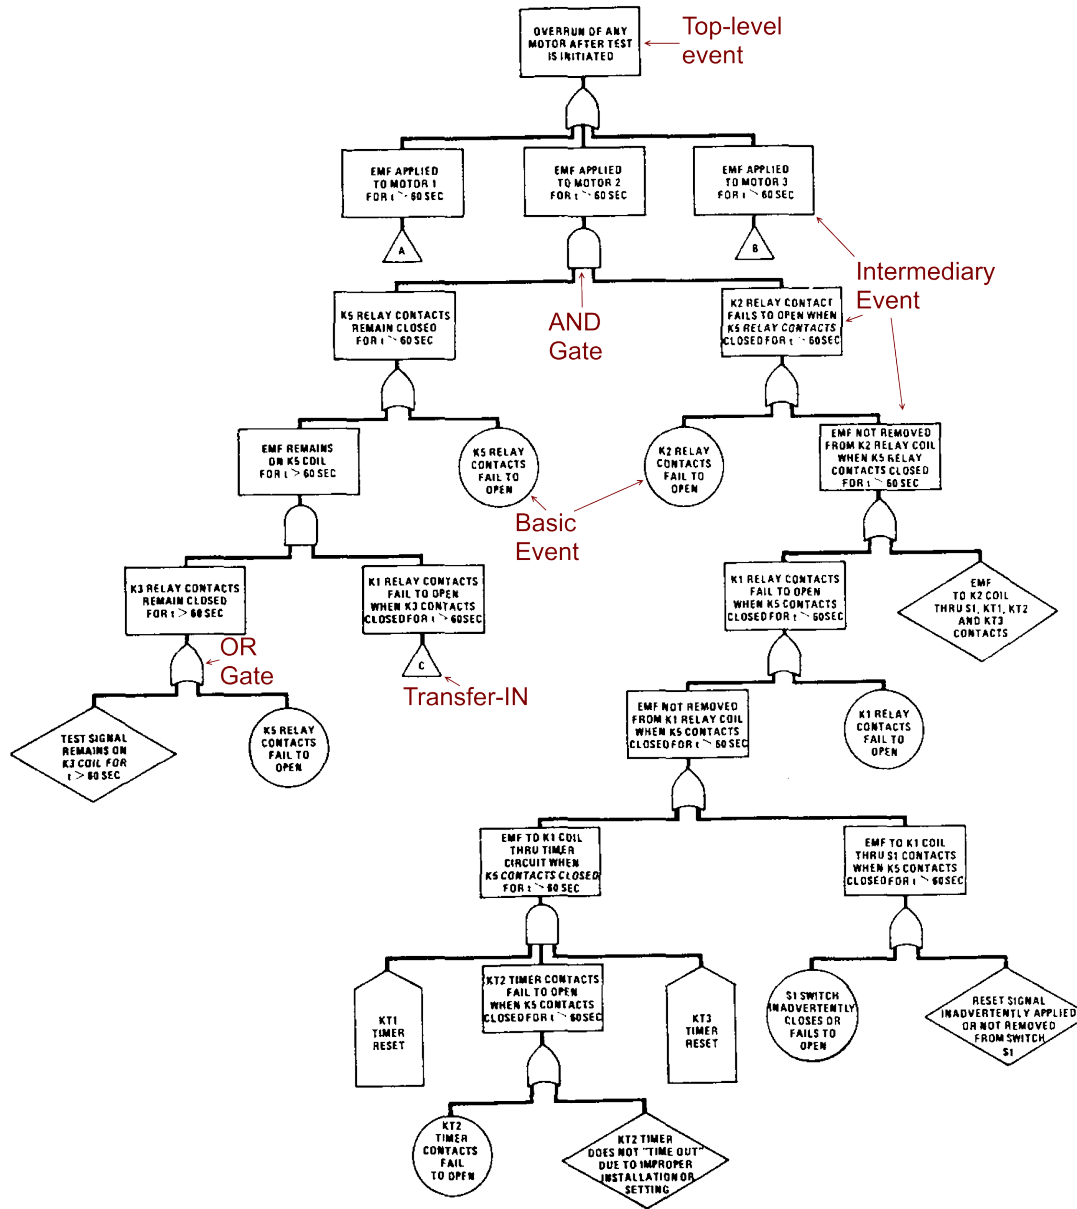 OVERRUN OF ANY
MOTOR AFTER TEST
IS INITIATED
Top-level
event
EMF APPLIED
TO MOTOR 1
FOR t > 60 SEC
EMF APPLIED
TO MOTOR 2
FOR t > 60 SEC
EMF APPLIED
TO MOTOR 3
FOR t > 60 SEC
A
B
Intermediary
Event
AND
Gate
K5 RELAY CONTACTS
REMAIN CLOSED
FOR t > 60 SEC
K2 RELAY CONTACT
FAILS TO OPEN WHEN
K5 RELAY CONTACTS
CLOSED FOR t > 60 SEC
EMF REMAINS
ON K5 COIL
FOR t > 60 SEC
K5 RELAY
CONTACTS
FAIL TO
OPEN
K2 RELAY
CONTACTS
FAIL TO
OPEN
EMF NOT REMOVED
FROM K2 RELAY COIL
WHEN K5 RELAY
CONTACTS CLOSED
FOR t > 60 SEC
Basic
Event
K3 RELAY CONTACTS
REMAIN CLOSED
FOR t > 60 SEC
K1 RELAY CONTACTS
FAIL TO OPEN
WHEN K3 CONTACTS
CLOSED FOR t > 60 SEC
K1 RELAY CONTACTS
FAIL TO OPEN
WHEN K5 CONTACTS
CLOSED FOR t > 60 SEC
EMF
TO K2 COIL
THRU S1, KT1, KT2
AND KT3
CONTACTS
OR
Gate
C
Transfer-IN
TEST SIGNAL
REMAINS ON
K3 COIL FOR
t > 60 SEC
K5 RELAY
CONTACTS
FAIL TO
OPEN
EMF NOT REMOVED
FROM K1 RELAY COIL
WHEN K5 CONTACTS
CLOSED FOR t > 60 SEC
K1 RELAY
CONTACTS
FAIL TO
OPEN
EMF TO K1 COIL
THRU TIMER
CIRCUIT WHEN
K5 CONTACTS CLOSED
FOR t > 60 SEC
EMF TO K1 COIL
THRU S1 CONTACTS
WHEN K5 CONTACTS
CLOSED FOR t > 60 SEC
KT1
TIMER
RESET
KT2 TIMER CONTACTS
FAIL TO OPEN
WHEN K5 CONTACTS
CLOSED FOR t > 60 SEC
KT3
TIMER
RESET
S1 SWITCH
INADVERTENTLY
CLOSES OR
FAILS TO
OPEN
RESET SIGNAL
INADVERTENTLY APPLIED
OR NOT REMOVED
FROM SWITCH
S1
KT2
TIMER
CONTACTS
FAIL
TO OPEN
KT2 TIMER
DOES NOT "TIME OUT"
DUE TO IMPROPER
INSTALLATION OR
SETTING